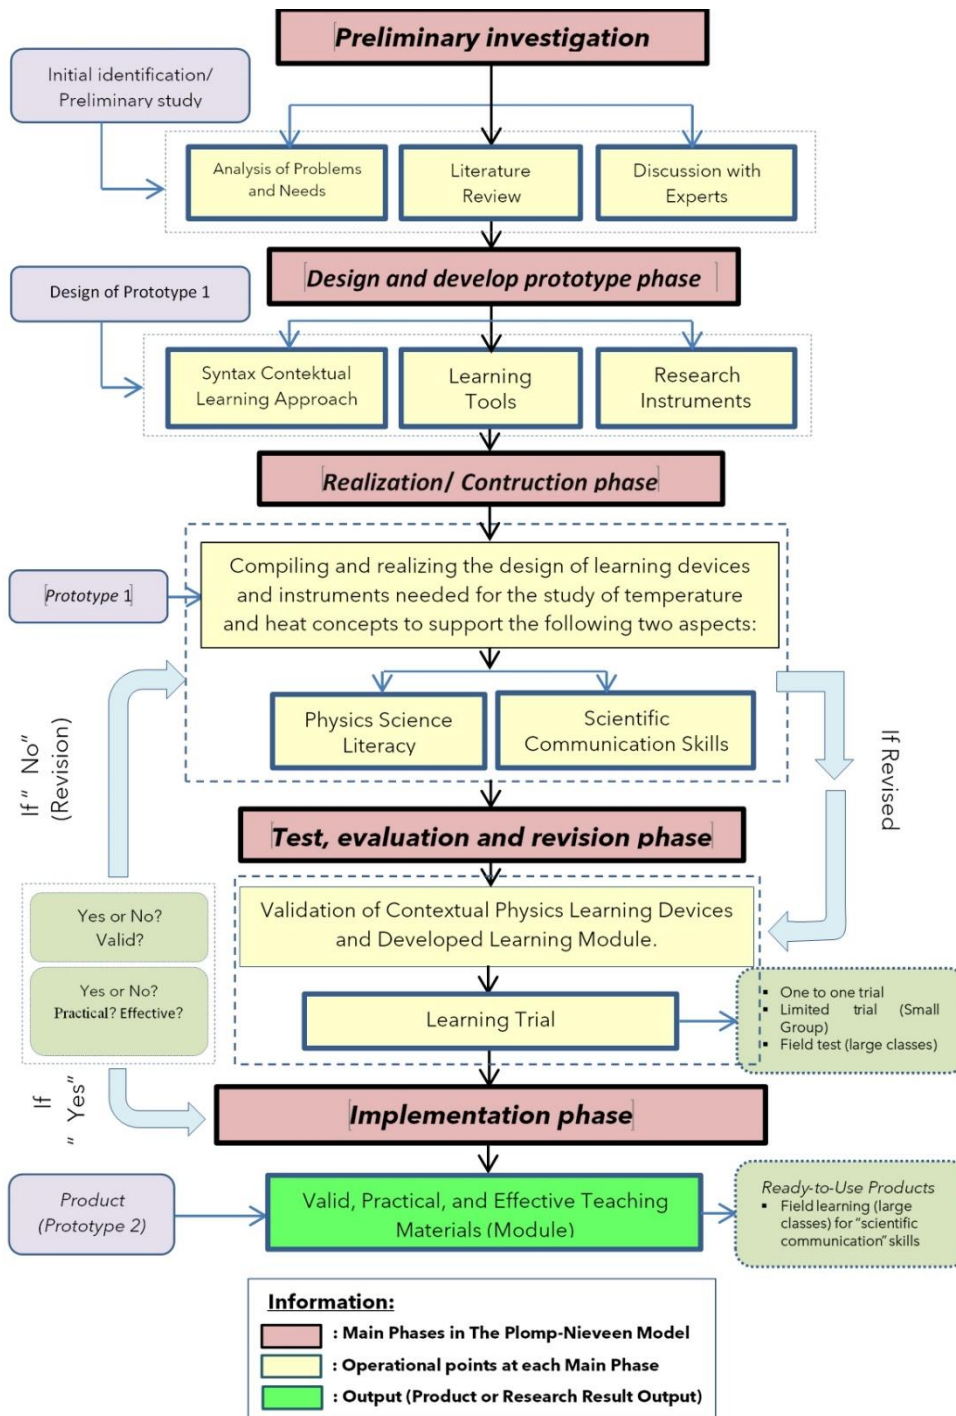 Preliminary investigation
Initial identification/
Preliminary study
Analysis of Problems
and Needs
Literature
Review
Discussion with
Experts
Design and develop prototype phase
Design of Prototype 1
Syntax Contektual
Learning Approach
Learning
Tools
Research
Instruments
Realization/ Contruction phase
Prototype 1
Compiling and realizing the design of learning devices
and instruments needed for the study of temperature
and heat concepts to support the following two aspects:
Physics Science
Literacy
Scientific
Communication Skills
If " No"
(Revision)
If Revised
Test, evaluation and revision phase
Yes or No?
Valid?
Yes or No?
Practical? Effective?
Validation of Contextual Physics Learning Devices
and Developed Learning Module.
Learning Trial
▪ One to one trial
▪ Limited trial (Small
Group)
▪ Field test (large classes)
If
" Yes"
Implementation phase
Product
(Prototype 2)
Valid, Practical, and Effective Teaching
Materials (Module)
Ready-to-Use Products
▪ Field learning (large
classes) for "scientific
communication" skills
Information:
: Main Phases in The Plomp-Nieveen Model
: Operational points at each Main Phase
: Output (Product or Research Result Output)